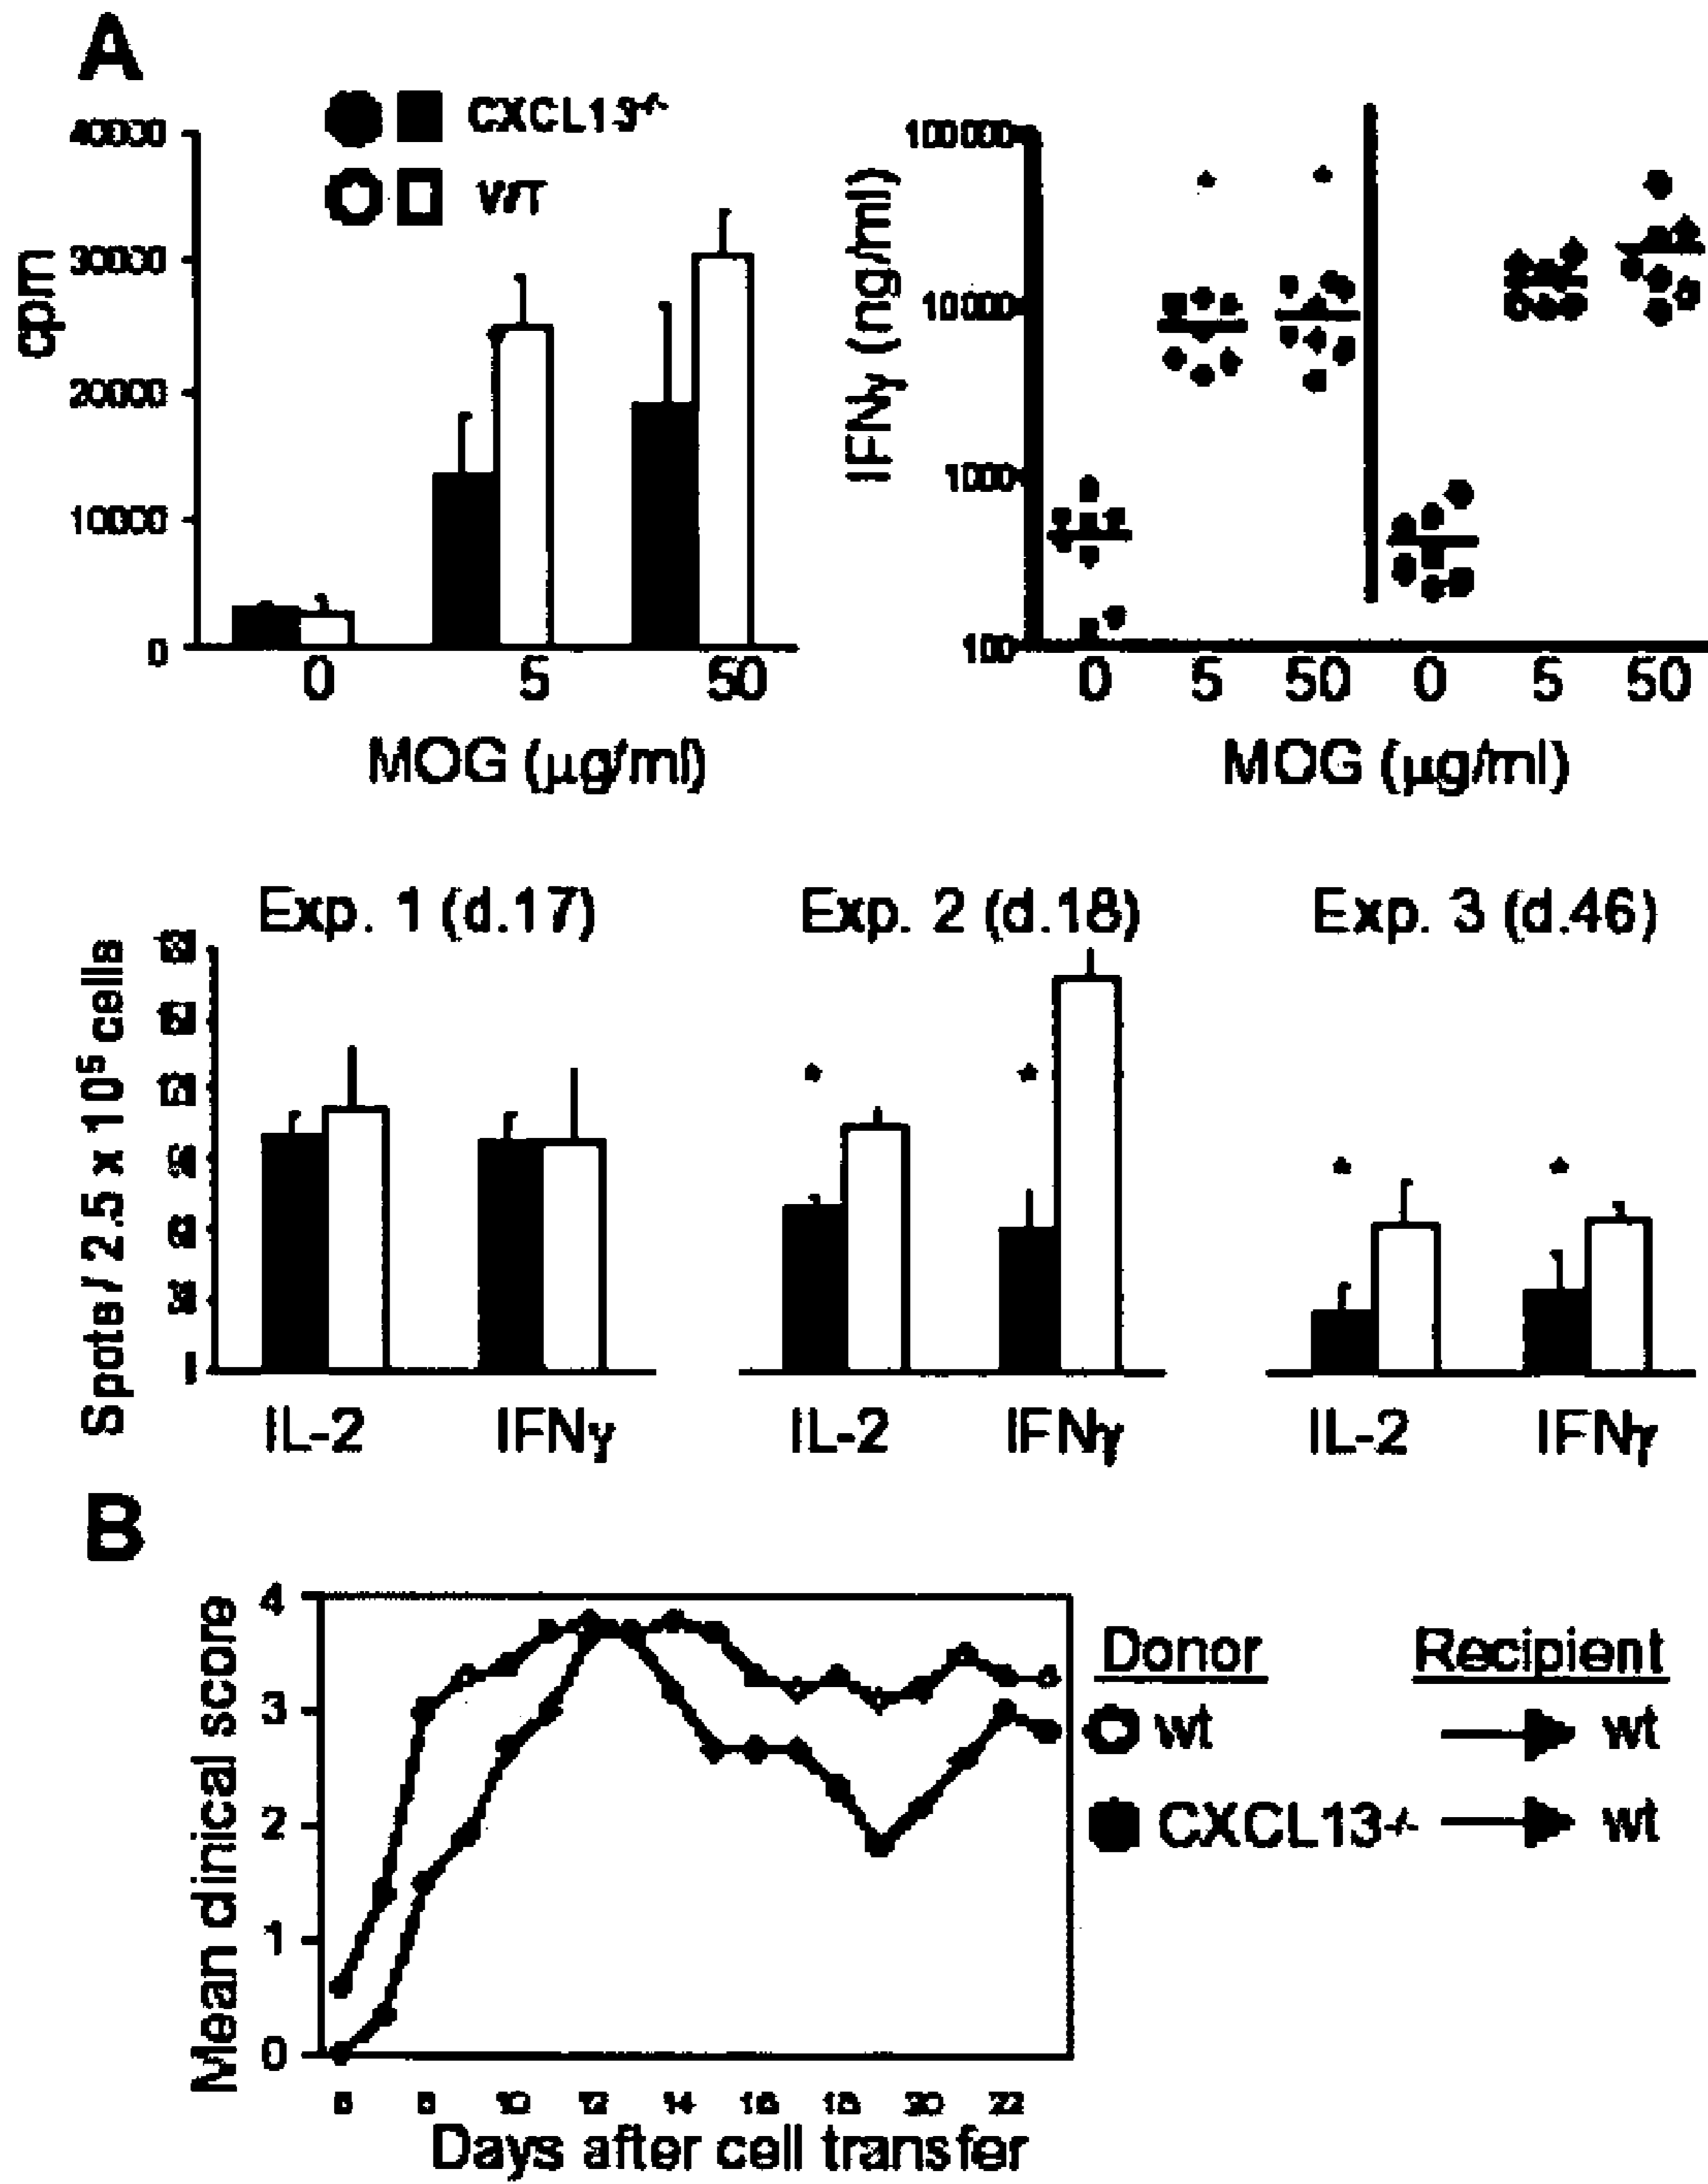 A
CXCL13-/-
WT
cpm
40000
30000
20000
10000
0
0 5 50
MOG (µg/ml)
IFNγ (ng/ml)
100000
10000
1000
100
0 5 50 0 5 50
MOG (µg/ml)
Exp. 1 (d.17)
Exp. 2 (d.18)
Exp. 3 (d.46)
Spots / 2.5 x 10⁵ cells
IL-2 IFNγ
IL-2 IFNγ
IL-2 IFNγ
B
Mean clinical score
4
3
2
1
0
6 8 10 12 14 16 18 20 22
Days after cell transfer
Donor Recipient
wt wt
CXCL13-/- wt